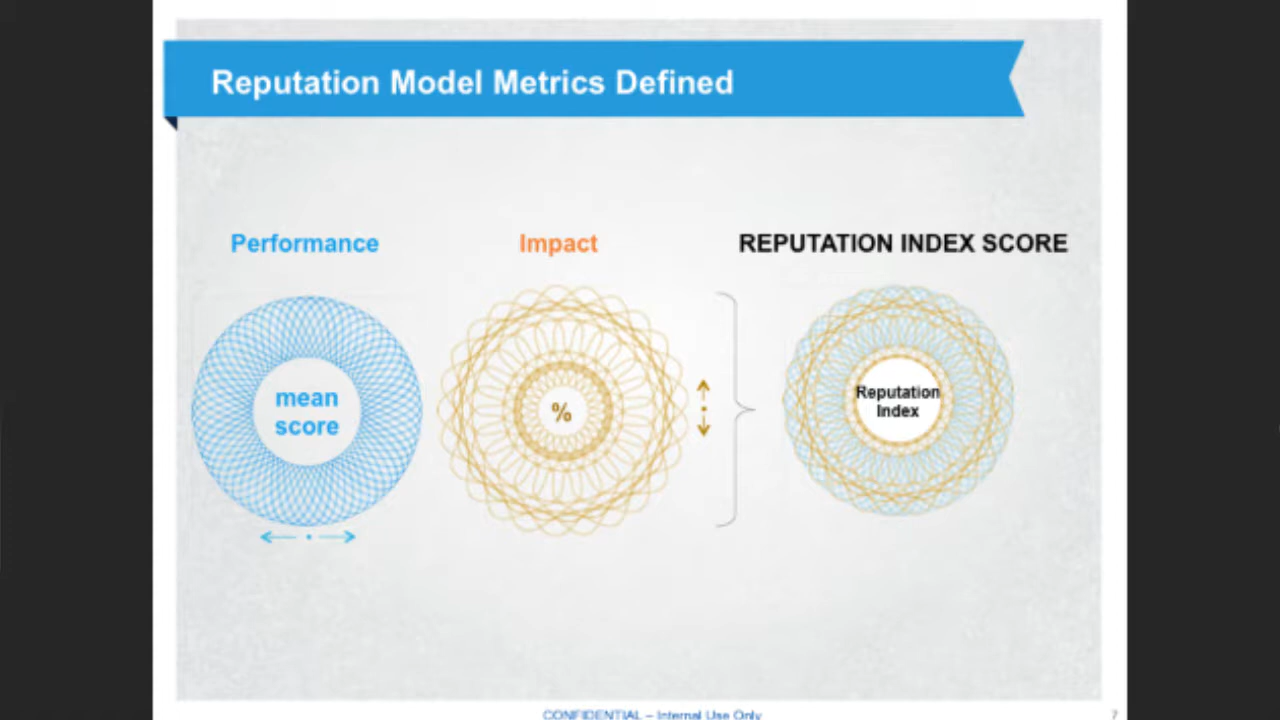 Reputation Model Metrics Defined
Performance
Impact
REPUTATION INDEX SCORE
mean
score
%
Reputation
Index
CONFIDENTIAL – Internal Use Only
7